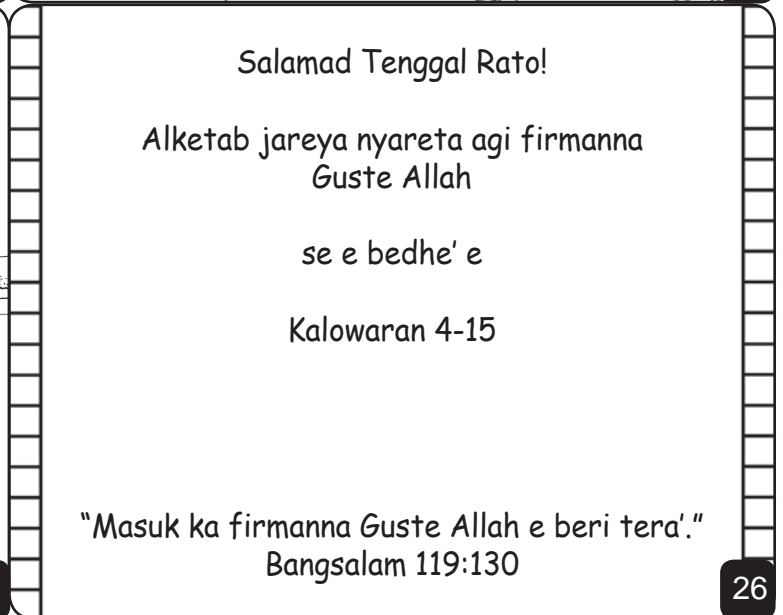 Salamad Tenggal Rato!
Alketab jareya nyareta agi firmanna
Guste Allah
se e bedhe' e
Kalowaran 4-15
“Masuk ka firmanna Guste Allah e beri tera'.”
Bangsalam 119:130
26